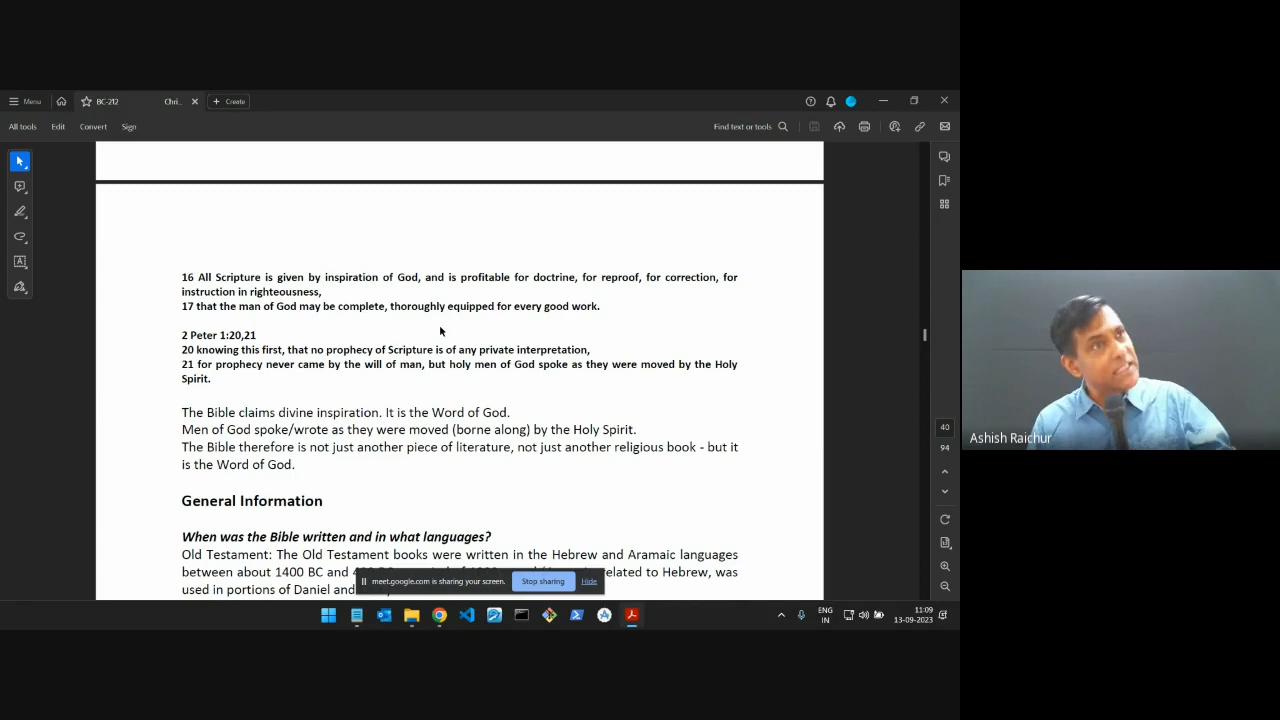 Menu
BC-212
Chri..
Create
All tools
Edit
Convert
Sign
Find text or tools
16 All Scripture is given by inspiration of God, and is profitable for doctrine, for reproof, for correction, for
instruction in righteousness,
17 that the man of God may be complete, thoroughly equipped for every good work.
2 Peter 1:20,21
20 knowing this first, that no prophecy of Scripture is of any private interpretation,
21 for prophecy never came by the will of man, but holy men of God spoke as they were moved by the Holy
Spirit.
The Bible claims divine inspiration. It is the Word of God.
Men of God spoke/wrote as they were moved (borne along) by the Holy Spirit.
The Bible therefore is not just another piece of literature, not just another religious book - but it
is the Word of God.
General Information
When was the Bible written and in what languages?
Old Testament: The Old Testament books were written in the Hebrew and Aramaic languages
between about 1400 BC and related to Hebrew, was
used in portions of Daniel and
meet.google.com is sharing your screen.
Stop sharing
Hide
40
94
Ashish Raichur
ENG
IN
11:09
13-09-2023